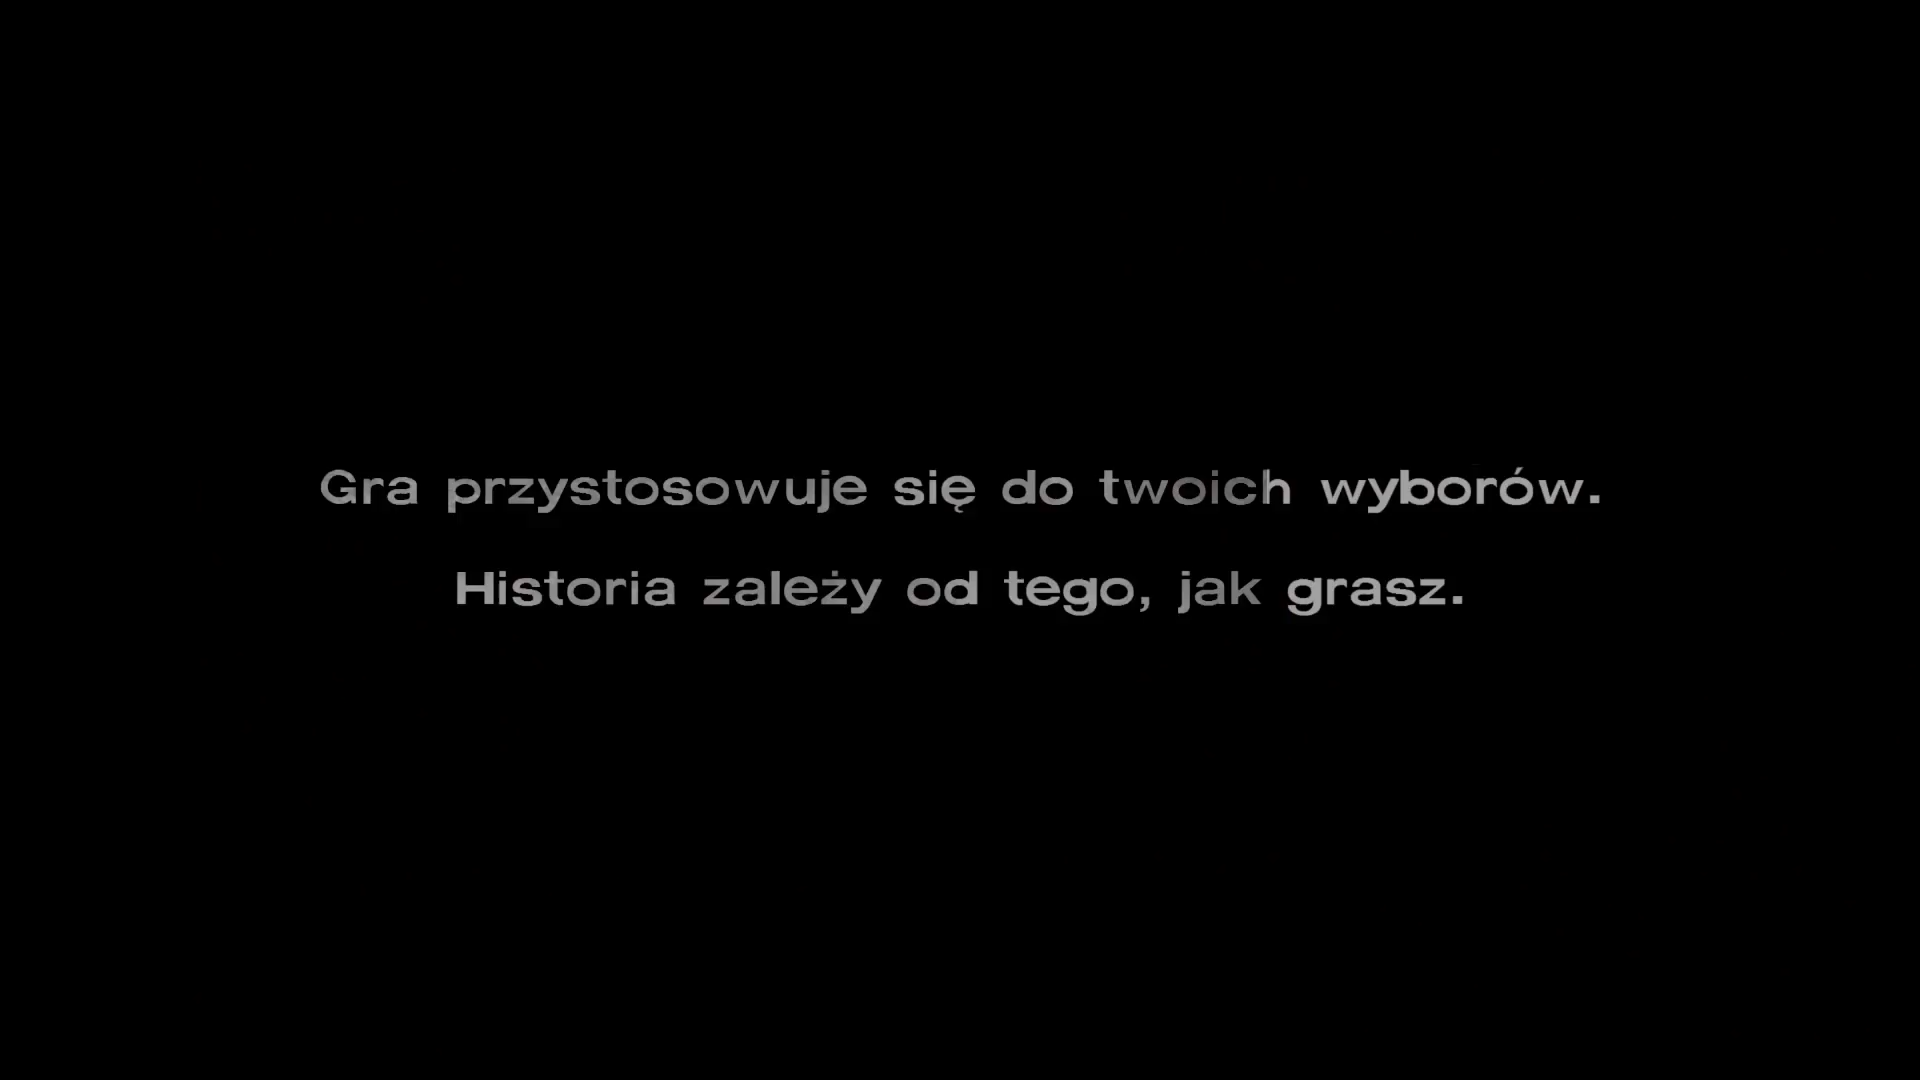 Gra przystosowuje się do twoich wyborów.
Historia zależy od tego, jak grasz.